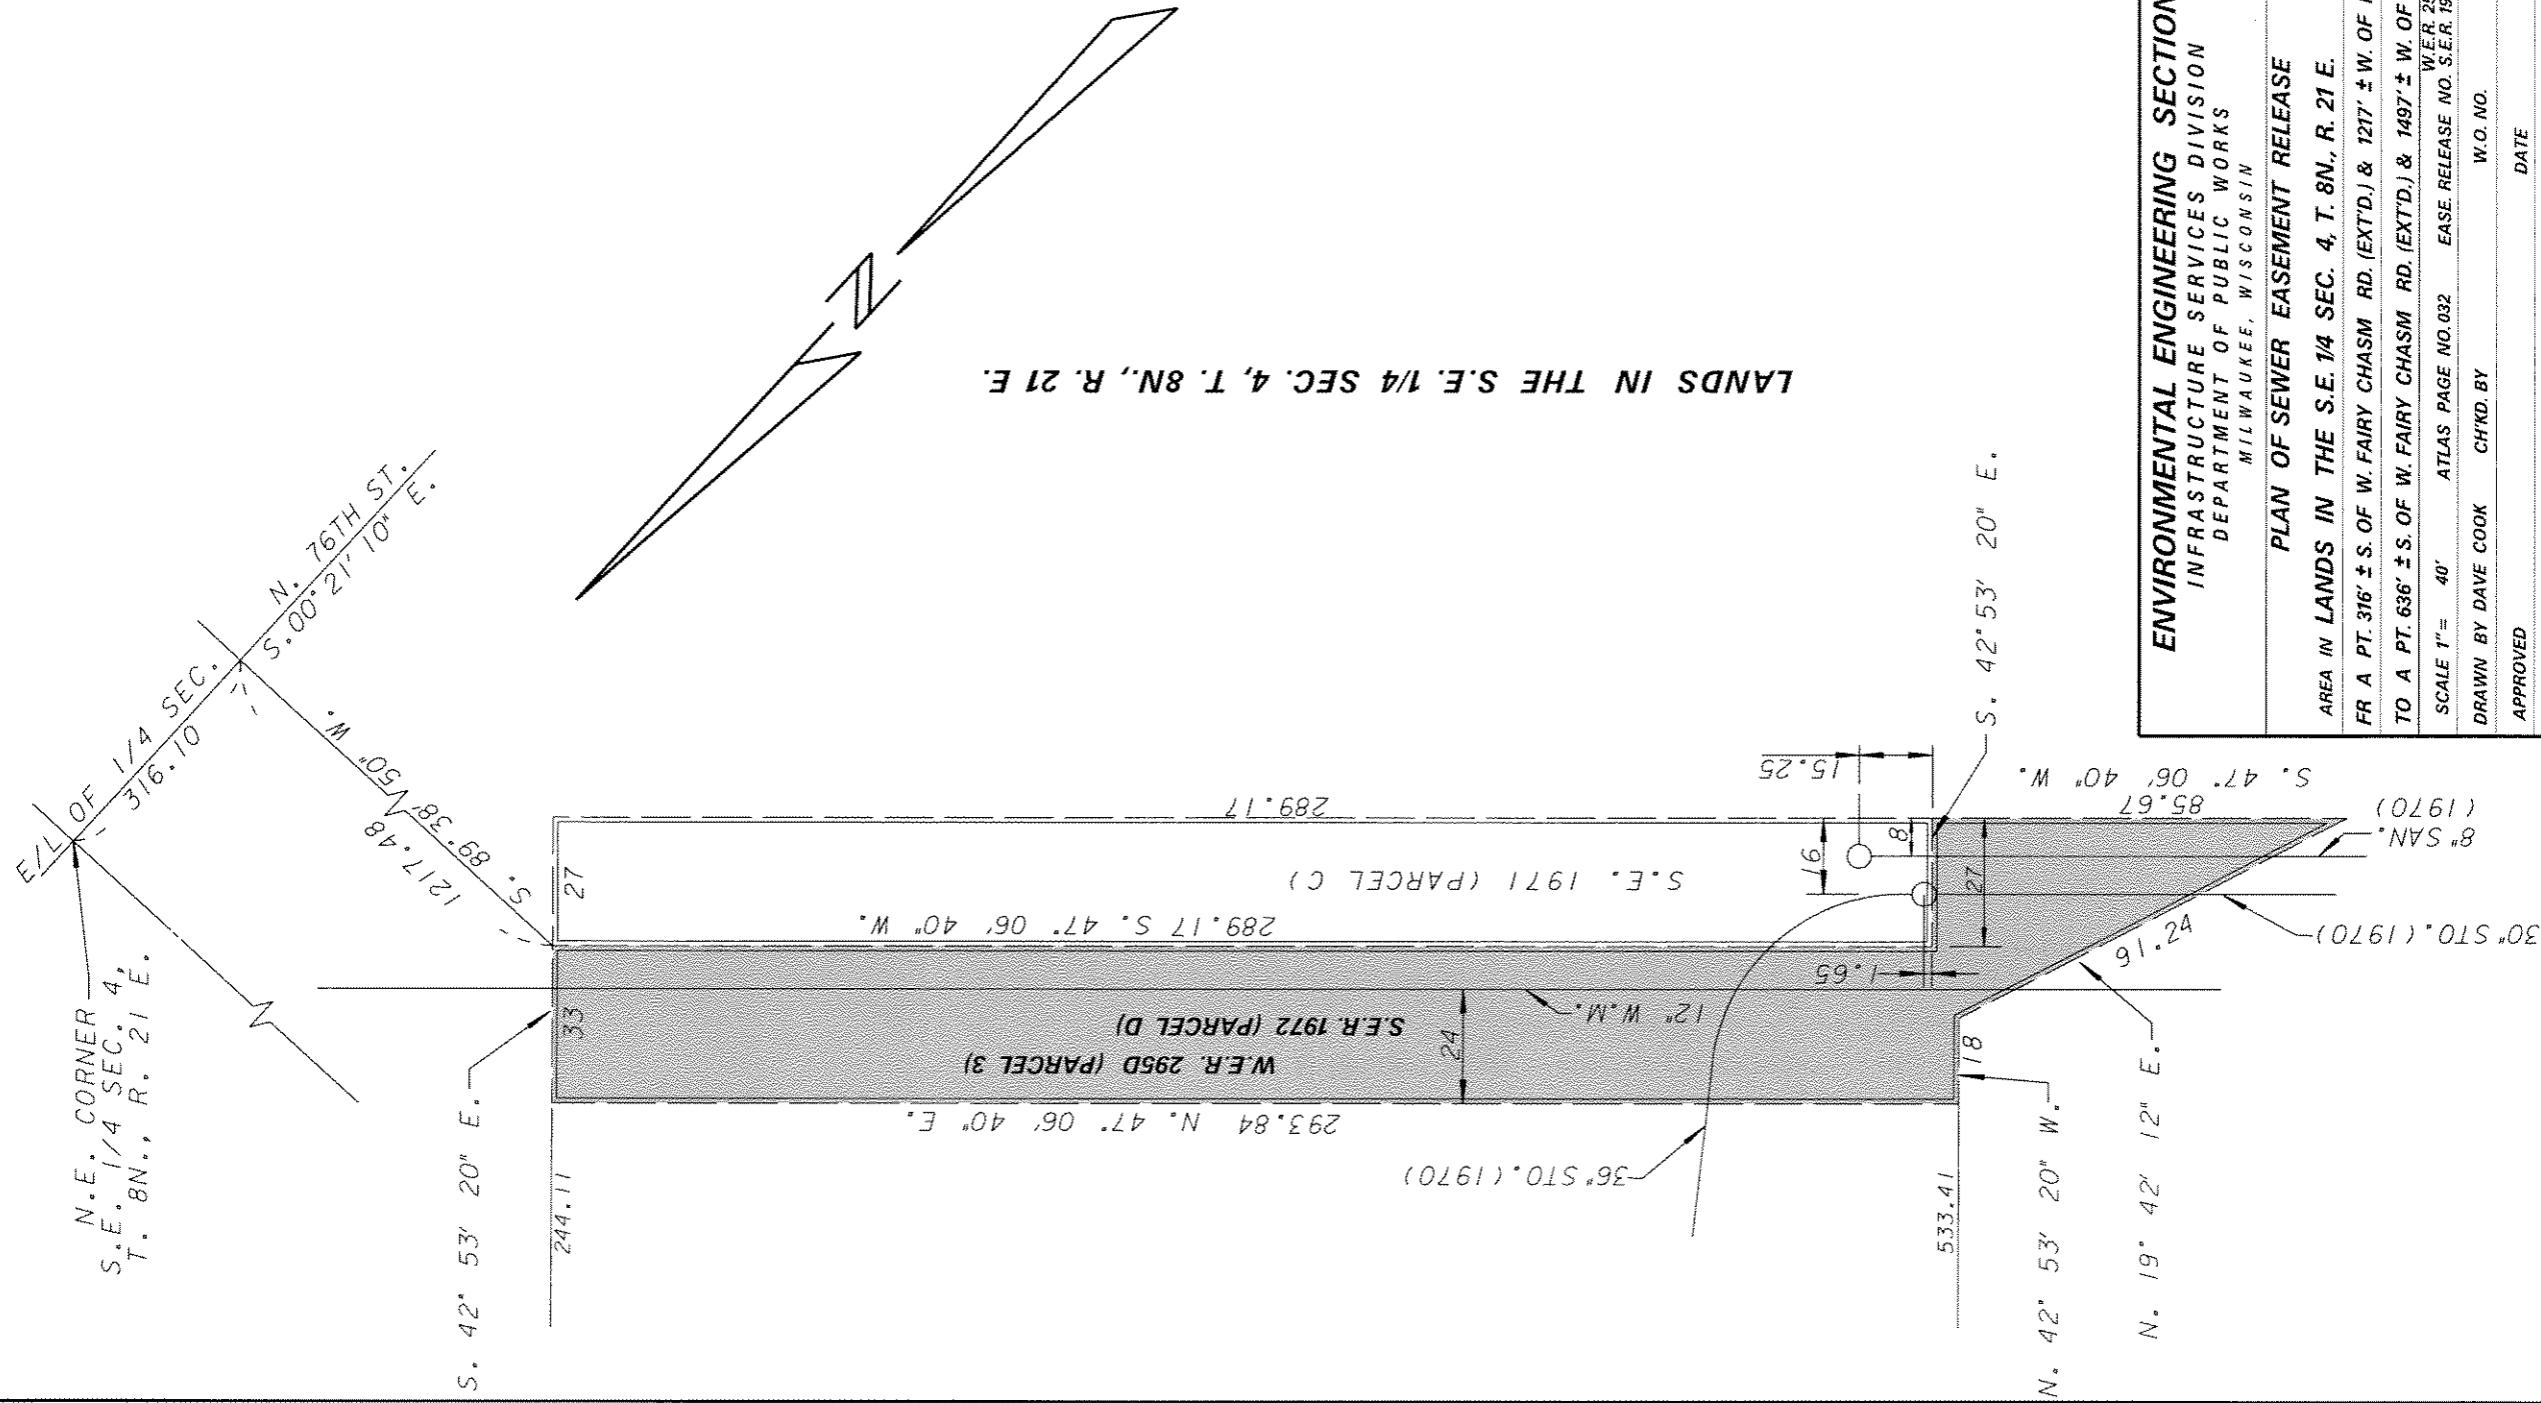 E/L OF 1/4 SEC.
316.10
N. 76TH ST.
S.00°21'10" E.
1217.48
S. 89°38'50" W.
N.E. CORNER
S.E. 1/4 SEC. 4,
T. 8N., R. 21 E.
LANDS IN THE S.E. 1/4 SEC. 4, T. 8N., R. 21 E.
N
S. 42° 53' 20" E.
244.11
27
33
289.17
S.E. 1971 (PARCEL C)
289.17 S. 47° 06' 40" W.
12" W.M.
S.E.R. 1972 (PARCEL D)
W.E.R. 295D (PARCEL 3)
24
293.84 N. 47° 06' 40" E.
36" STO. (1970)
15.25
16
8
27
1.65
S. 42° 53' 20" E.
S. 47° 06' 40" W.
85.67
8" SAN.
(1970)
30" STO. (1970)
91.24
18
533.41
N. 42° 53' 20" W.
N. 19° 42' 12" E.
ENVIRONMENTAL ENGINEERING SECTION
INFRASTRUCTURE SERVICES DIVISION
DEPARTMENT OF PUBLIC WORKS
MILWAUKEE, WISCONSIN
PLAN OF SEWER EASEMENT RELEASE
AREA IN LANDS IN THE S.E. 1/4 SEC. 4, T. 8N., R. 21 E.
FR A PT. 316' ± S. OF W. FAIRY CHASM RD. (EXT'D.) & 1217' ± W. OF
TO A PT. 636' ± S. OF W. FAIRY CHASM RD. (EXT'D.) & 1497' ± W. OF
W.E.R.
SCALE 1"= 40' ATLAS PAGE NO. 032 EASE. RELEASE NO. S.E.R.
DRAWN BY DAVE COOK CH'KD. BY W.O. NO.
APPROVED DATE